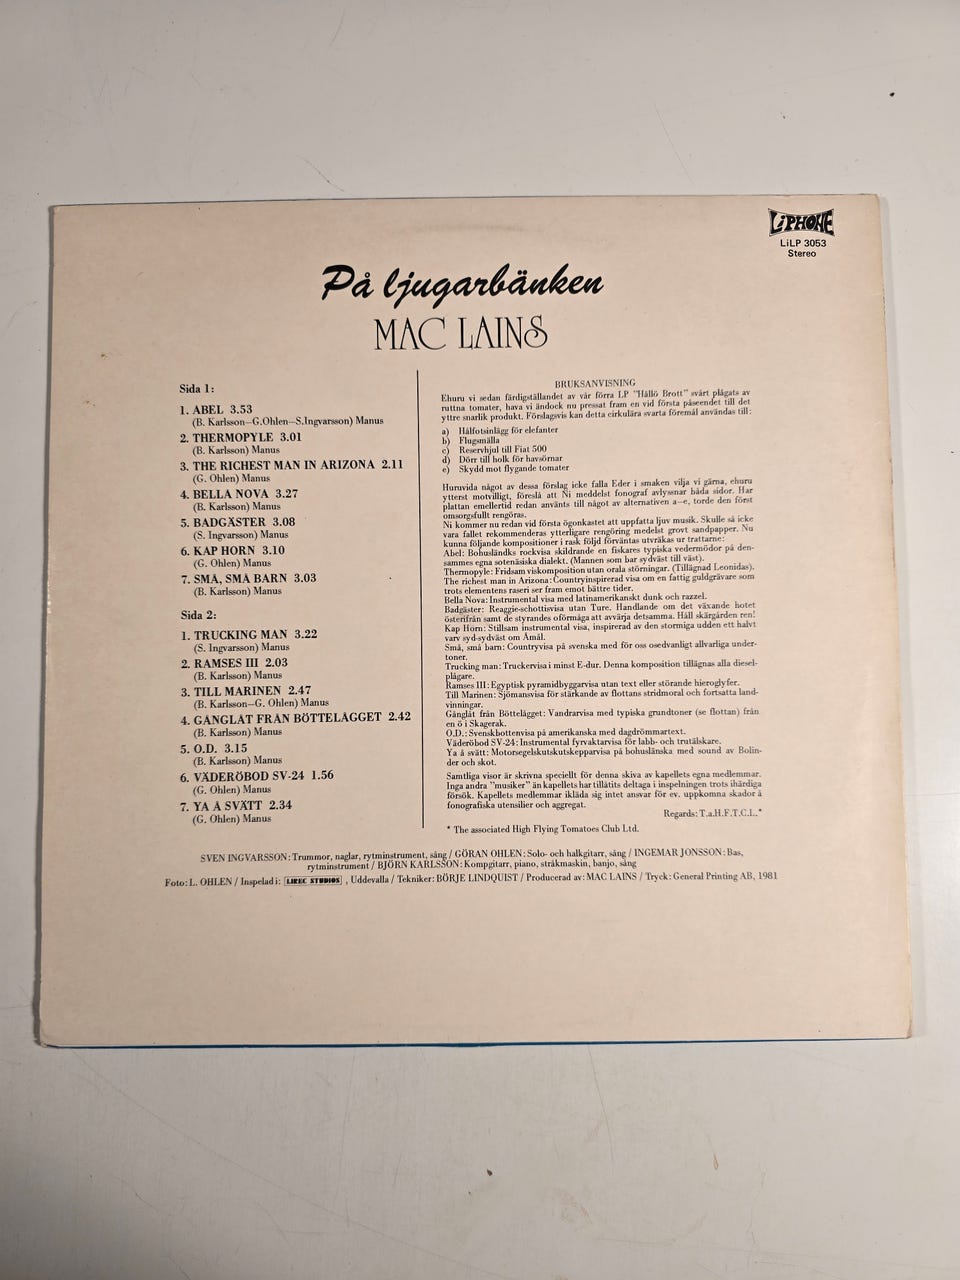 LiPHONE
LiLP 3053
Stereo
På ljugarbänken
MAC LAINS
Sida 1:
1. ABEL 3.53
(B. Karlsson–G.Ohlen–S.Ingvarsson) Manus
2. THERMOPYLE 3.01
(B. Karlsson) Manus
3. THE RICHEST MAN IN ARIZONA 2.11
(G. Ohlen) Manus
4. BELLA NOVA 3.27
(B. Karlsson) Manus
5. BADGÄSTER 3.08
(S. Ingvarsson) Manus
6. KAP HORN 3.10
(G. Ohlen) Manus
7. SMÅ, SMÅ BARN 3.03
(B. Karlsson) Manus
Sida 2:
1. TRUCKING MAN 3.22
(S. Ingvarsson) Manus
2. RAMSES III 2.03
(B. Karlsson) Manus
3. TILL MARINEN 2.47
(B. Karlsson–G. Ohlen) Manus
4. GÅNGLÅT FRÅN BÖTTELÅGGET 2.42
(B. Karlsson) Manus
5. O.D. 3.15
(B. Karlsson) Manus
6. VÄDERÖBOD SV-24 1.56
(G. Ohlen) Manus
7. YA Å SVÄTT 2.34
(G. Ohlen) Manus
BRUKSANVISNING
Ehuru vi sedan färdigställandet av vår förra LP "Hållö Brott" svårt plågats av
ruttna tomater, hava vi ändock nu pressat fram en vid första påseendet till det
yttre snarlik produkt. Förslagsvis kan detta cirkulära svarta föremål användas till:
a) Hålfotsinlägg för elefanter
b) Flugsmälla
c) Reservhjul till Fiat 500
d) Dörr till holk för havsörnar
e) Skydd mot flygande tomater
Huruvida något av dessa förslag icke falla Eder i smaken vilja vi gärna, ehuru
ytterst motvilligt, föreslå att Ni meddelst fonograf avlyssnar båda sidor. Har
plattan emellertid redan använts till något av alternativen a–e, torde den först
omsorgsfullt rengöras.
Ni kommer nu redan vid första ögonkastet att uppfatta ljuv musik. Skulle så icke
vara fallet rekommenderas ytterligare rengöring medelst grovt sandpapper. Nu
kunna följande kompositioner i rask följd förväntas utvräkas ur trattarne:
Abel: Bohusländks rockvisa skildrande en fiskares typiska vedermödor på den-
sammes egna sotenäsiska dialekt. (Mannen som bar sydväst till väst).
Thermopyle: Fridsam viskomposition utan orala störningar. (Tillägnad Leonidas).
The richest man in Arizona: Countryinspirerad visa om en fattig guldgrävare som
trots elementens raseri ser fram emot bättre tider.
Bella Nova: Instrumental visa med latinamerikanskt dunk och razzel.
Badgäster: Reaggie-schottisvisa utan Ture. Handlande om det växande hotet
österifrån samt de styrandes oförmåga att avvärja detsamma. Håll skärgården ren!
Kap Horn: Stillsam instrumental visa, inspirerad av den stormiga udden ett halvt
varv syd-sydväst om Åmål.
Små, små barn: Countryvisa på svenska med för oss osedvanligt allvarliga under-
toner.
Trucking man: Truckervisa i minst E-dur. Denna komposition tillägnas alla diesel-
plågare.
Ramses III: Egyptisk pyramidbyggarvisa utan text eller störande hieroglyfer.
Till Marinen: Sjömansvisa för stärkande av flottans stridmoral och fortsatta land-
vinningar.
Gånglåt från Böttelågget: Vandrarvisa med typiska grundtoner (se flottan) från
en ö i Skagerak.
O.D.: Svenskbottenvisa på amerikanska med dagdrömmartext.
Väderöbod SV-24: Instrumental fyrvaktarvisa för labb- och trutälskare.
Ya å svätt: Motorsegelskutskutskepparvisa på bohuslänska med sound av Bolin-
der och skot.
Samtliga visor är skrivna speciellt för denna skiva av kapellets egna medlemmar.
Inga andra "musiker" än kapellets har tillåtits deltaga i inspelningen trots ihärdiga
försök. Kapellets medlemmar ikläda sig intet ansvar för ev. uppkomna skador å
fonografiska utensilier och aggregat.
Regards: T.a.H.F.T.C.L.*
* The associated High Flying Tomatoes Club Ltd.
SVEN INGVARSSON: Trummor, naglar, rytminstrument, sång / GÖRAN OHLEN: Solo- och halkgitarr, sång / INGEMAR JONSSON: Bas,
rytminstrument / BJÖRN KARLSSON: Kompgitarr, piano, stråkmaskin, banjo, sång
Foto: L. OHLEN / Inspelad i: LIREC STUDIOS, Uddevalla / Tekniker: BÖRJE LINDQUIST / Producerad av: MAC LAINS / Tryck: General Printing AB, 1981